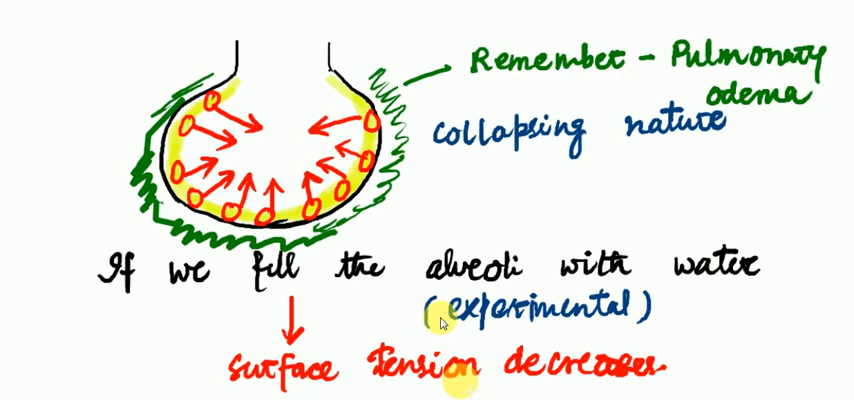 Remember - Pulmonary
odema
collapsing nature
If we fill the alveoli with water
(experimental)
surface tension decreases.